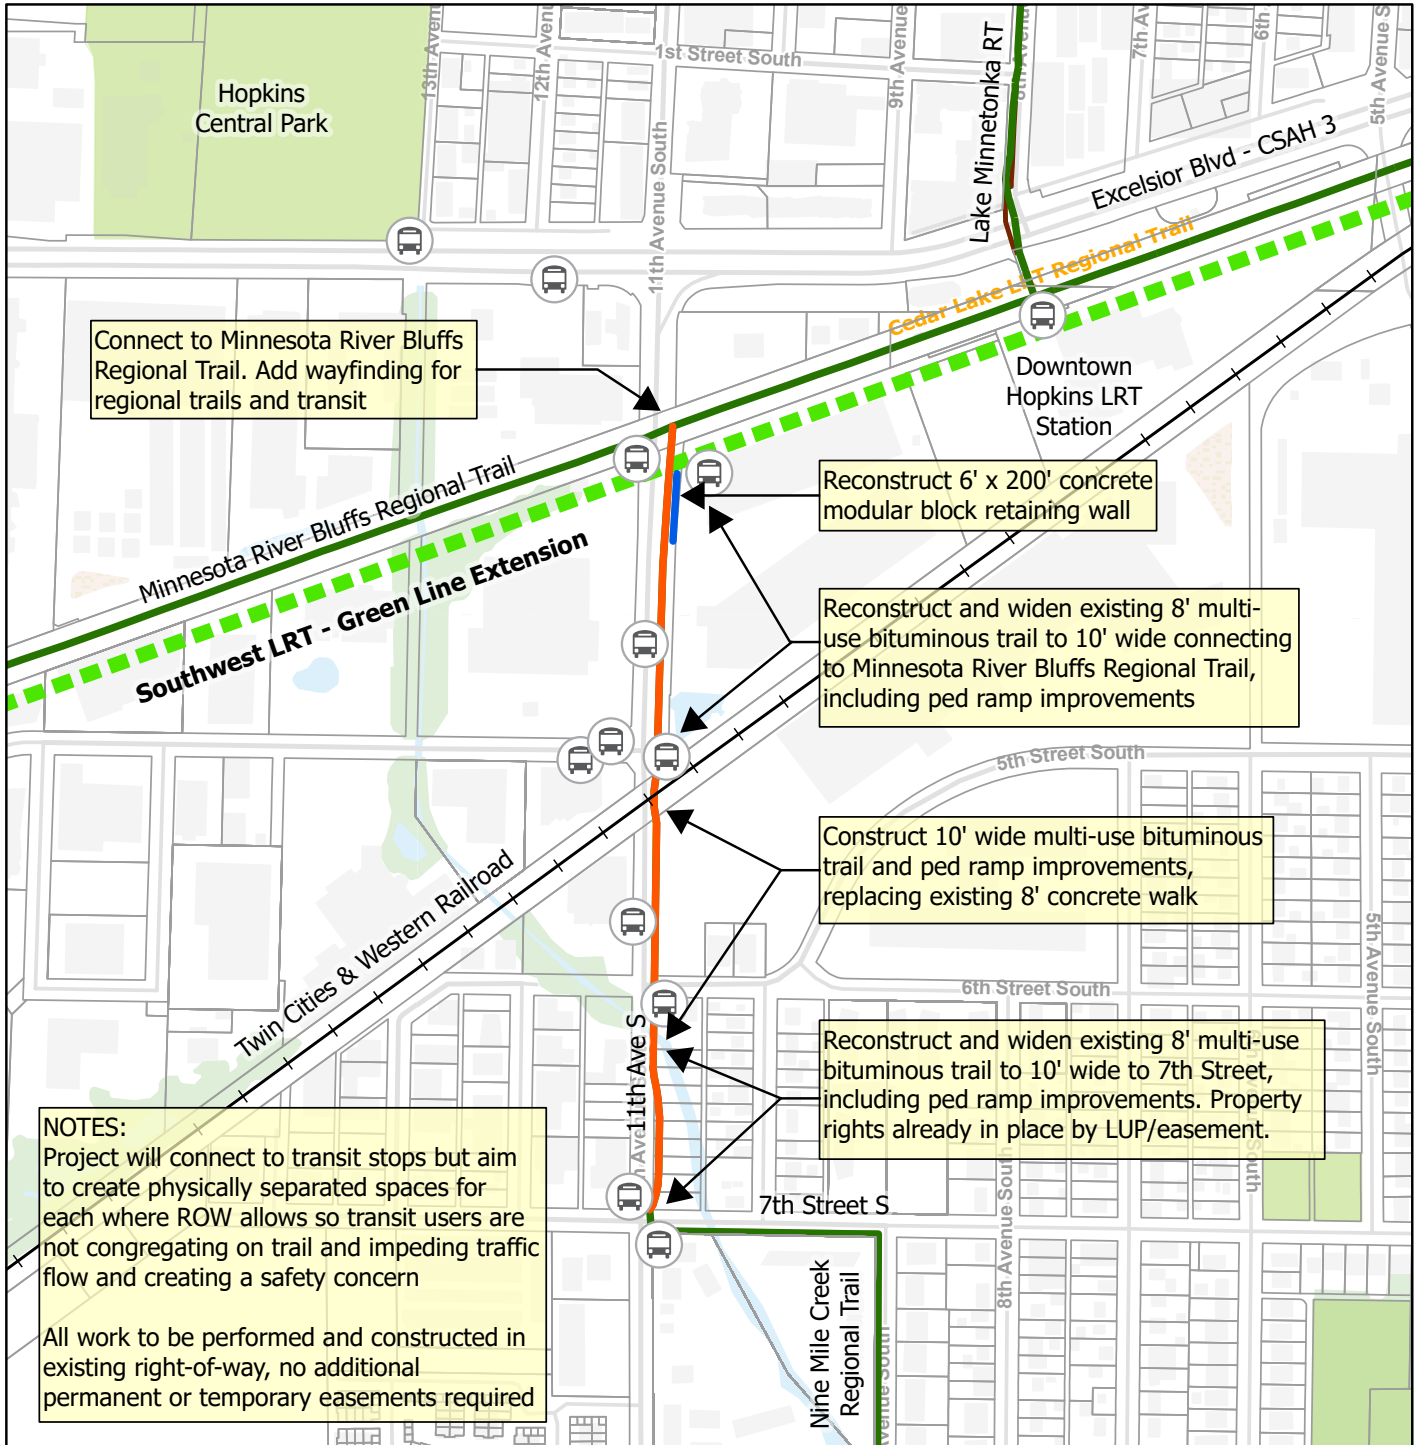 13th Avenu
12th Avenu
1st Street South
9th Avenue
8th Avenu
7th Av
6th
5th Avenue S
Hopkins
Central Park
Lake Minnetonka RT
Excelsior Blvd - CSAH 3
11th Avenue South
Cedar Lake LRT Regional Trail
Connect to Minnesota River Bluffs
Regional Trail. Add wayfinding for
regional trails and transit
Downtown
Hopkins LRT
Station
Minnesota River Bluffs Regional Trail
Southwest LRT - Green Line Extension
Reconstruct 6' x 200' concrete
modular block retaining wall
Reconstruct and widen existing 8' multi-
use bituminous trail to 10' wide connecting
to Minnesota River Bluffs Regional Trail,
including ped ramp improvements
5th Street South
Construct 10' wide multi-use bituminous
trail and ped ramp improvements,
replacing existing 8' concrete walk
Twin Cities & Western Railroad
5th Avenue South
6th Street South
11th Ave S
Reconstruct and widen existing 8' multi-use
bituminous trail to 10' wide to 7th Street,
including ped ramp improvements. Property
rights already in place by LUP/easement.
8th Avenue South
7th Street S
Nine Mile Creek
Regional Trail
Avenue South
NOTES:
Project will connect to transit stops but aim
to create physically separated spaces for
each where ROW allows so transit users are
not congregating on trail and impeding traffic
flow and creating a safety concern
All work to be performed and constructed in
existing right-of-way, no additional
permanent or temporary easements required